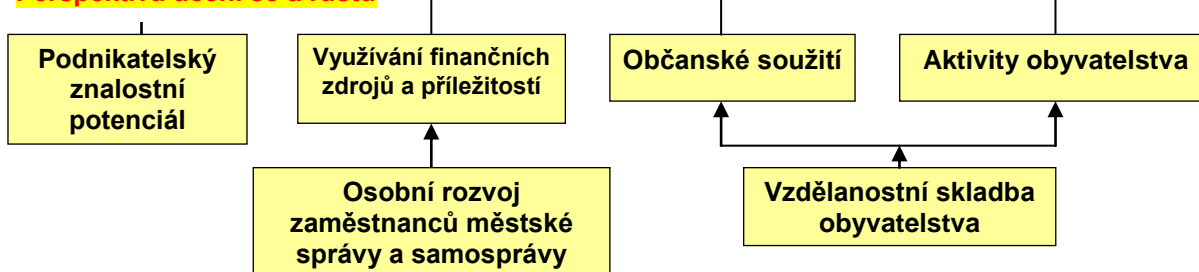 Podnikatelský
znalostní
potenciál
Využívání finančních
zdrojů a příležitostí
Občanské soužití
Aktivity obyvatelstva
Osobní rozvoj
zaměstnanců městské
správy a samosprávy
Vzdělanostní skladba
obyvatelstva